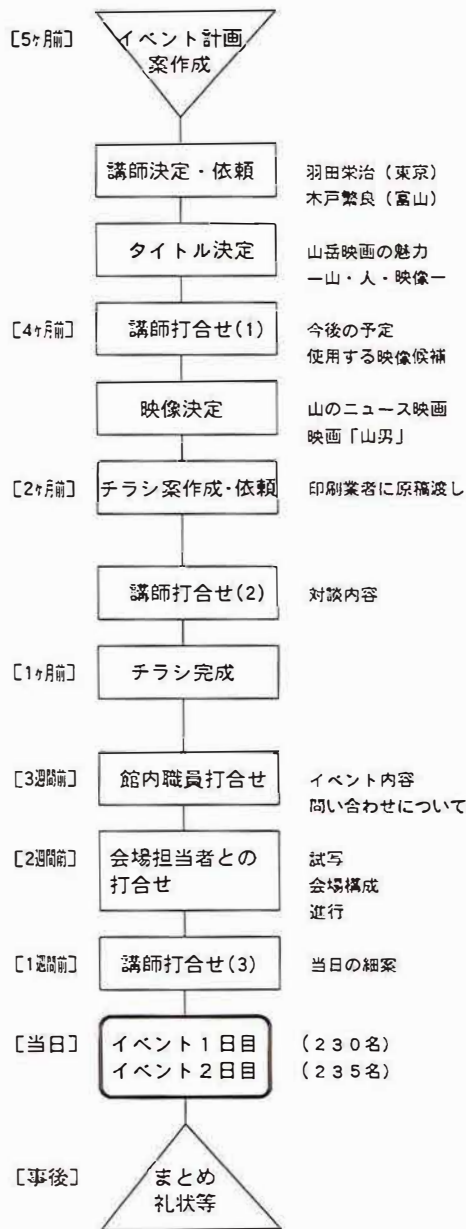 [5ヶ月前]
イベント計画
案作成
講師決定・依頼
羽田栄治（東京）
木戸繁良（富山）
タイトル決定
山岳映画の魅力
ー山・人・映像ー
[4ヶ月前]
講師打合せ(1)
今後の予定
使用する映像候補
映像決定
山のニュース映画
映画「山男」
[2ヶ月前]
チラシ案作成・依頼
印刷業者に原稿渡し
講師打合せ(2)
対談内容
[1ヶ月前]
チラシ完成
[3週間前]
館内職員打合せ
イベント内容
問い合わせについて
[2週間前]
会場担当者との
打合せ
試写
会場構成
進行
[1週間前]
講師打合せ(3)
当日の細案
[当日]
イベント１日目
（２３０名）
イベント２日目
（２３５名）
[事後]
まとめ
礼状等